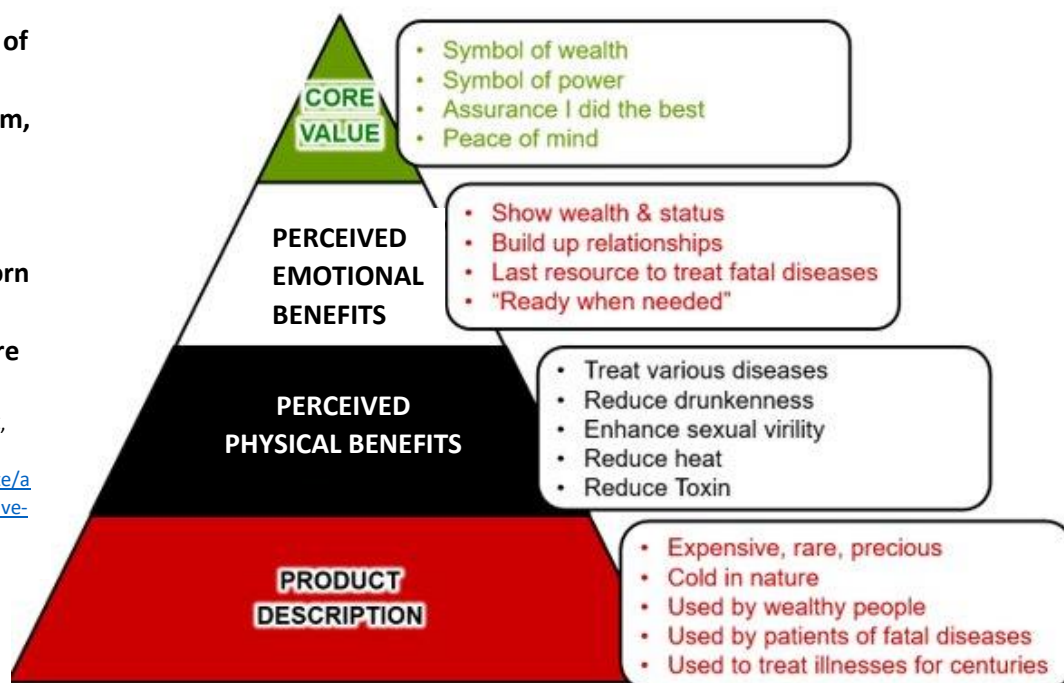 of
m,
orn
re
,
te/a
ve-
CORE
VALUE
• Symbol of wealth
• Symbol of power
• Assurance I did the best
• Peace of mind
PERCEIVED
EMOTIONAL
BENEFITS
• Show wealth & status
• Build up relationships
• Last resource to treat fatal diseases
• “Ready when needed”
PERCEIVED
PHYSICAL BENEFITS
• Treat various diseases
• Reduce drunkenness
• Enhance sexual virility
• Reduce heat
• Reduce Toxin
PRODUCT
DESCRIPTION
• Expensive, rare, precious
• Cold in nature
• Used by wealthy people
• Used by patients of fatal diseases
• Used to treat illnesses for centuries